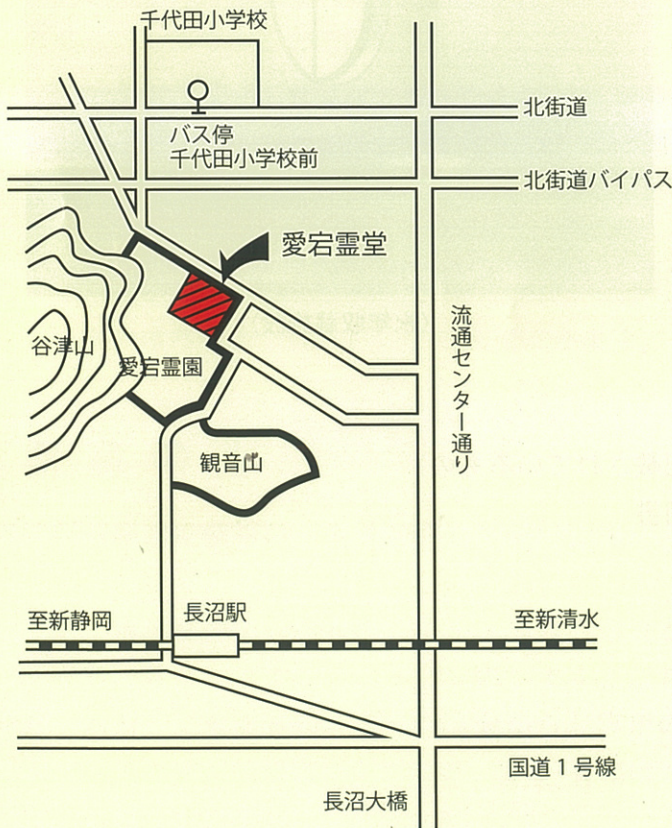 千代田小学校
北街道
バス停
千代田小学校前
北街道バイパス
愛宕霊堂
流通センター通り
谷津山
愛宕霊園
観音山
至新静岡
長沼駅
至新清水
国道1号線
長沼大橋